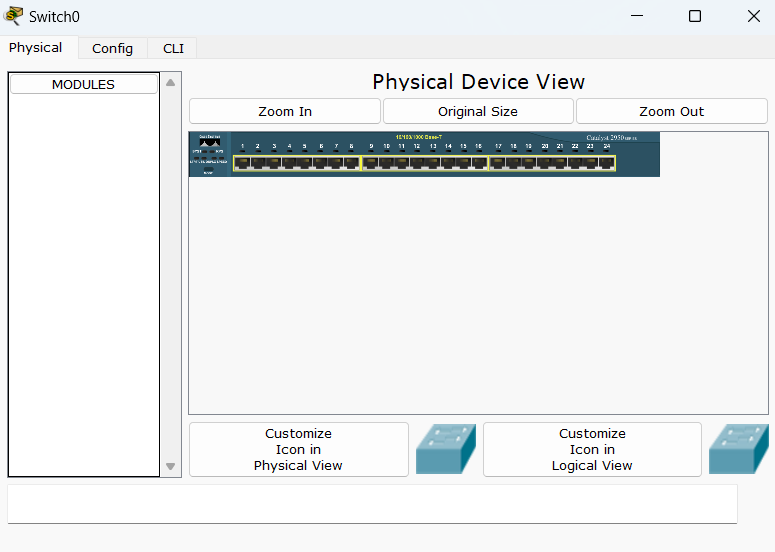 Switch0
Physical Config CLI
MODULES
Physical Device View
Zoom In Original Size Zoom Out
10/100/1000 Base-T
Catalyst 2950
1 2 3 4 5 6 7 8 9 10 11 12 13 14 15 16 17 18 19 20 21 22 23 24
MODE
Customize
Icon in
Physical View
Customize
Icon in
Logical View